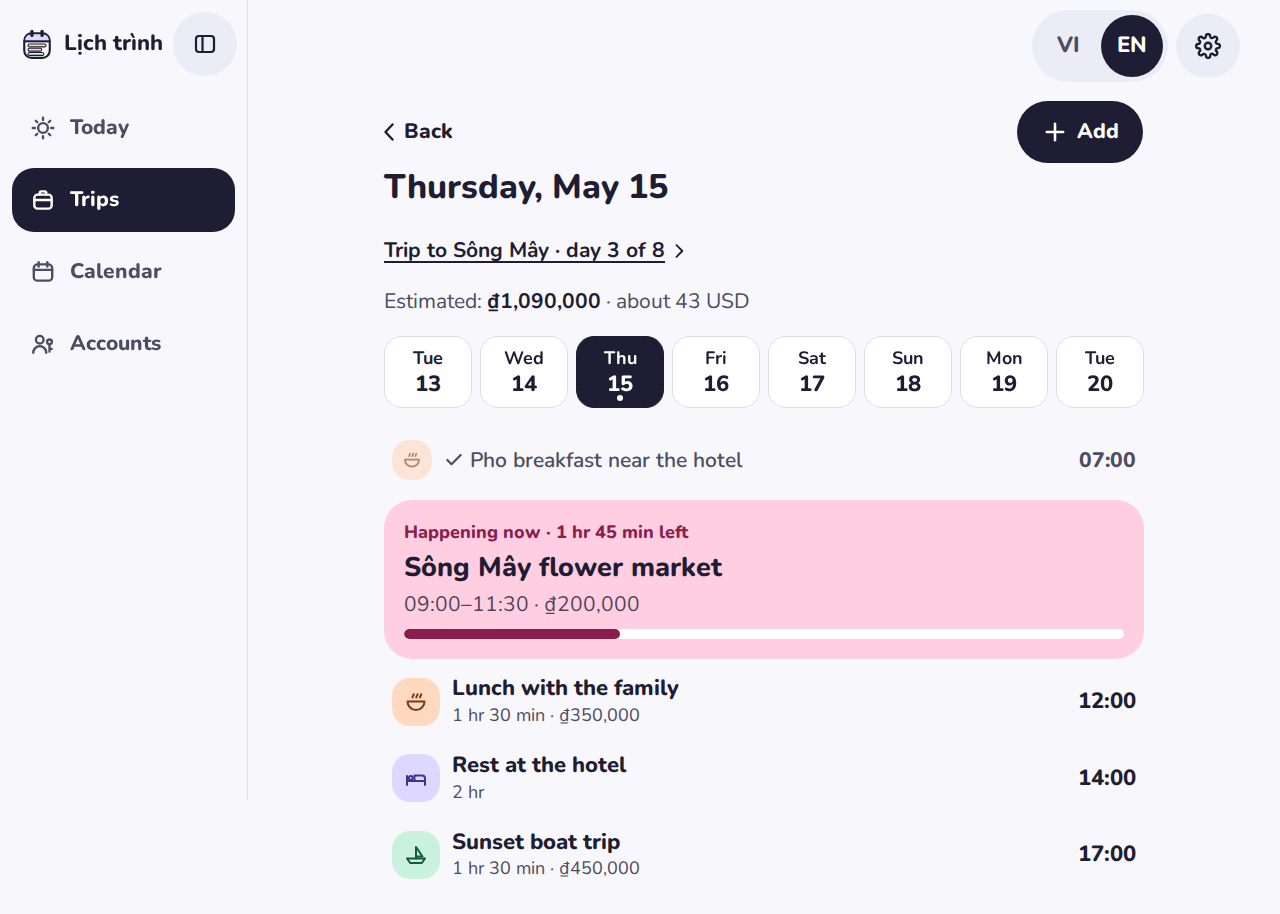 Lịch trình
VI
EN
Today
Trips
Calendar
Accounts
Back
Add
Thursday, May 15
Trip to Sông Mây · day 3 of 8
Estimated: ₫1,090,000 · about 43 USD
Tue
13
Wed
14
Thu
15
Fri
16
Sat
17
Sun
18
Mon
19
Tue
20
Pho breakfast near the hotel
07:00
Happening now · 1 hr 45 min left
Sông Mây flower market
09:00–11:30 · ₫200,000
Lunch with the family
1 hr 30 min · ₫350,000
12:00
Rest at the hotel
2 hr
14:00
Sunset boat trip
1 hr 30 min · ₫450,000
17:00